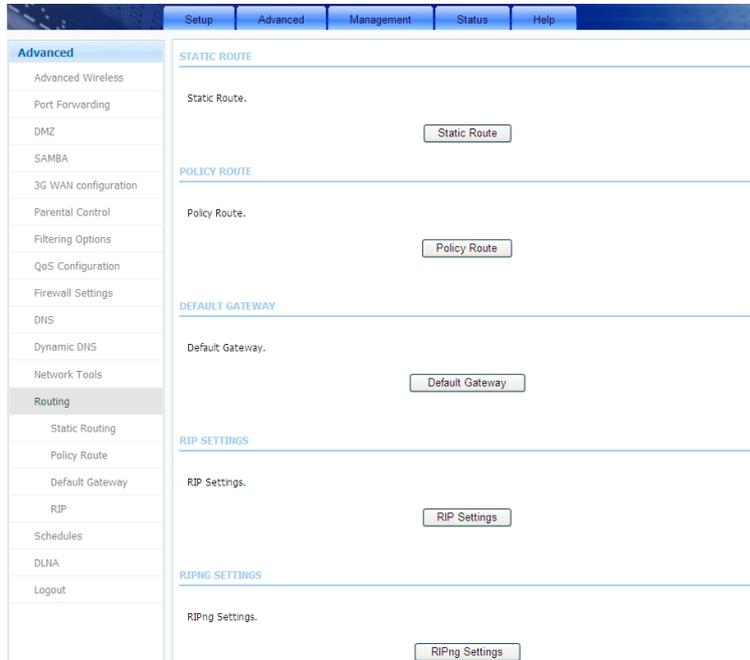 Setup Advanced Management Status Help
Advanced
Advanced Wireless
Port Forwarding
DMZ
SAMBA
3G WAN configuration
Parental Control
Filtering Options
QoS Configuration
Firewall Settings
DNS
Dynamic DNS
Network Tools
Routing
Static Routing
Policy Route
Default Gateway
RIP
Schedules
DLNA
Logout
STATIC ROUTE
Static Route.
Static Route
POLICY ROUTE
Policy Route.
Policy Route
DEFAULT GATEWAY
Default Gateway.
Default Gateway
RIP SETTINGS
RIP Settings.
RIP Settings
RIPNG SETTINGS
RIPng Settings.
RIPng Settings